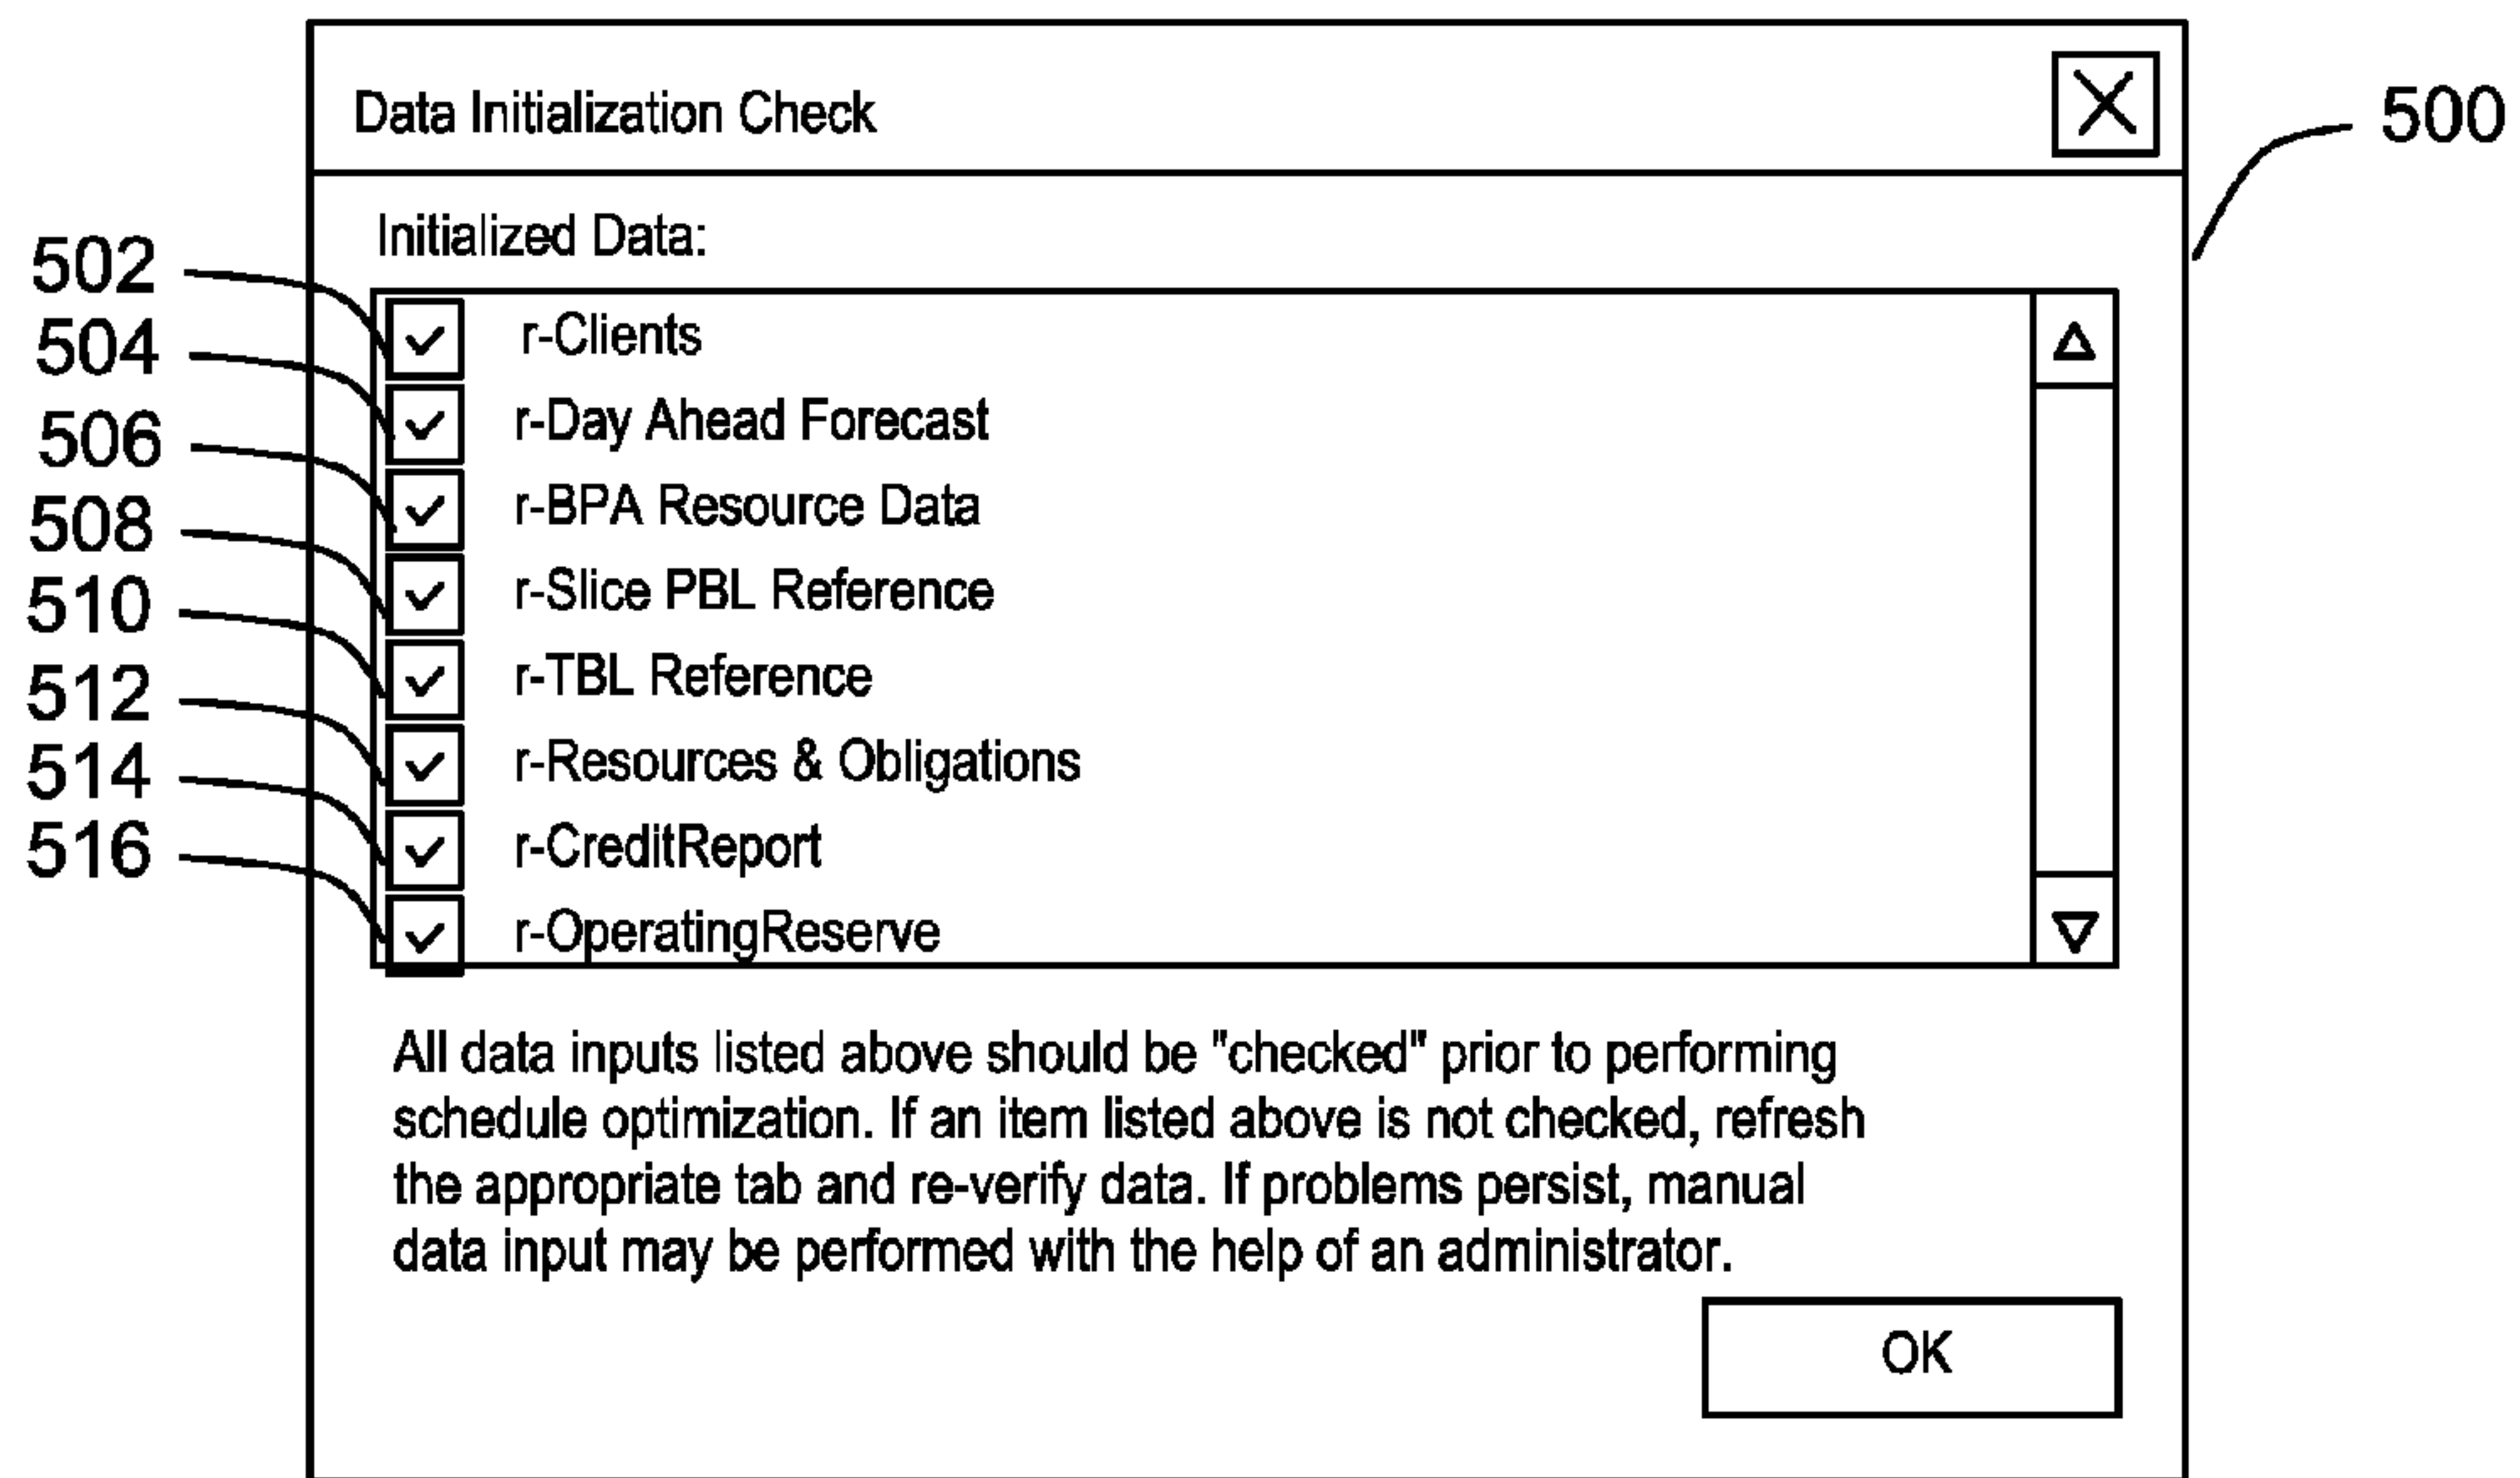 Data Initialization Check
500
Initialized Data:
502
r-Clients
504
r-Day Ahead Forecast
506
r-BPA Resource Data
508
r-Slice PBL Reference
510
r-TBL Reference
512
r-Resources & Obligations
514
r-CreditReport
516
r-OperatingReserve
All data inputs listed above should be "checked" prior to performing
schedule optimization. If an item listed above is not checked, refresh
the appropriate tab and re-verify data. If problems persist, manual
data input may be performed with the help of an administrator.
OK